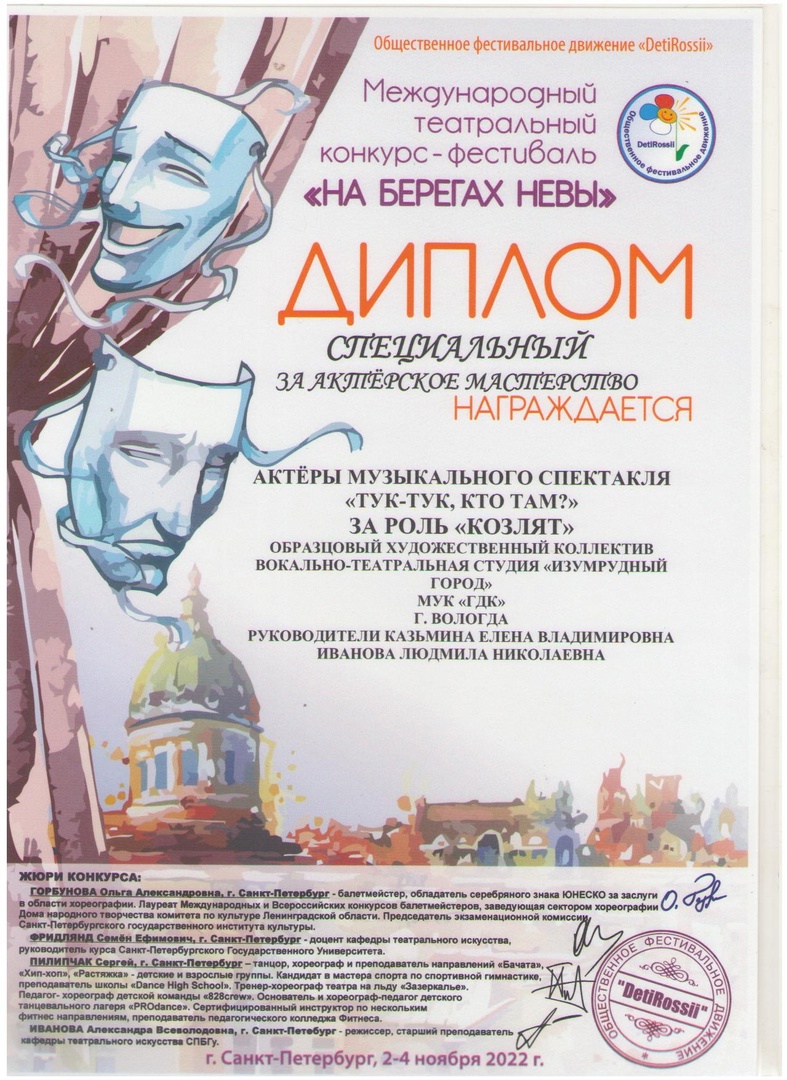 Общественное фестивальное движение «DetiRossii»
Международный
театральный
конкурс-фестиваль
«НА БЕРЕГАХ НЕВЫ»
Общественное фестивальное движение
DetiRossii
ДИПЛОМ
СПЕЦИАЛЬНЫЙ
ЗА АКТЁРСКОЕ МАСТЕРСТВО
НАГРАЖДАЕТСЯ
АКТЁРЫ МУЗЫКАЛЬНОГО СПЕКТАКЛЯ
«ТУК-ТУК, КТО ТАМ?»
ЗА РОЛЬ «КОЗЛЯТ»
ОБРАЗЦОВЫЙ ХУДОЖЕСТВЕННЫЙ КОЛЛЕКТИВ
ВОКАЛЬНО-ТЕАТРАЛЬНАЯ СТУДИЯ «ИЗУМРУДНЫЙ
ГОРОД»
МУК «ГДК»
Г. ВОЛОГДА
РУКОВОДИТЕЛИ КАЗЬМИНА ЕЛЕНА ВЛАДИМИРОВНА
ИВАНОВА ЛЮДМИЛА НИКОЛАЕВНА
ЖЮРИ КОНКУРСА:
ГОРБУНОВА Ольга Александровна, г. Санкт-Петербург - балетмейстер, обладатель серебряного знака ЮНЕСКО за заслуги
в области хореографии. Лауреат Международных и Всероссийских конкурсов балетмейстеров, заведующая сектором хореографии
Дома народного творчества комитета по культуре Ленинградской области. Председатель экзаменационной комиссии
Санкт-Петербургского государственного института культуры.
ФРИДЛЯНД Семён Ефимович, г. Санкт-Петербург - доцент кафедры театрального искусства,
руководитель курса Санкт-Петербургского Государственного Университета.
ПИЛИПЧАК Сергей, г. Санкт-Петербург – танцор, хореограф и преподаватель направлений «Бачата»,
«Хип-хоп», «Растяжка» - детские и взрослые группы. Кандидат в мастера спорта по спортивной гимнастике,
преподаватель школы «Dance High School». Тренер-хореограф театра на льду «Зазеркалье».
Педагог- хореограф детской команды «828crew». Основатель и хореограф-педагог детского
танцевального лагеря «PROdance». Сертифицированный инструктор по нескольким
фитнес направлениям, преподаватель педагогического колледжа Фитнеса.
ИВАНОВА Александра Всеволодовна, г. Санкт-Петебург - режиссер, старший преподаватель
кафедры театрального искусства СПБГу.
ОБЩЕСТВЕННОЕ ФЕСТИВАЛЬНОЕ ДВИЖЕНИЕ
"DetiRossii"
г. Санкт-Петербург, 2-4 ноября 2022 г.